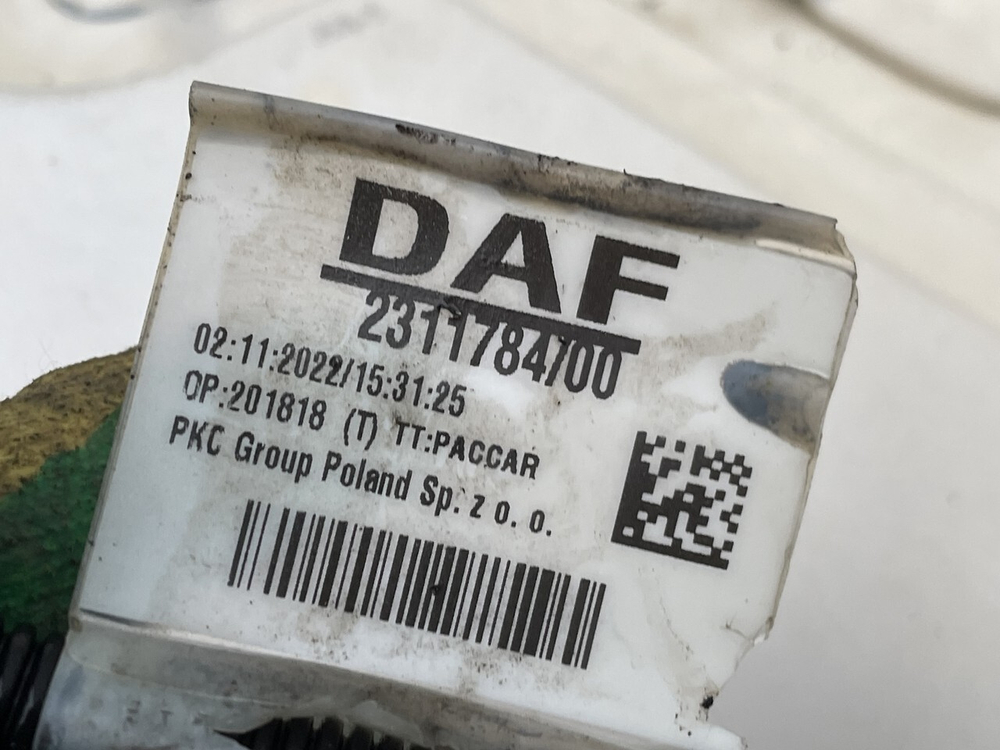 DAF
2311784/00
02:11:2022/15:31:25
OP:201818 (T) TT:PACCAR
PKC Group Poland Sp. z o. o.